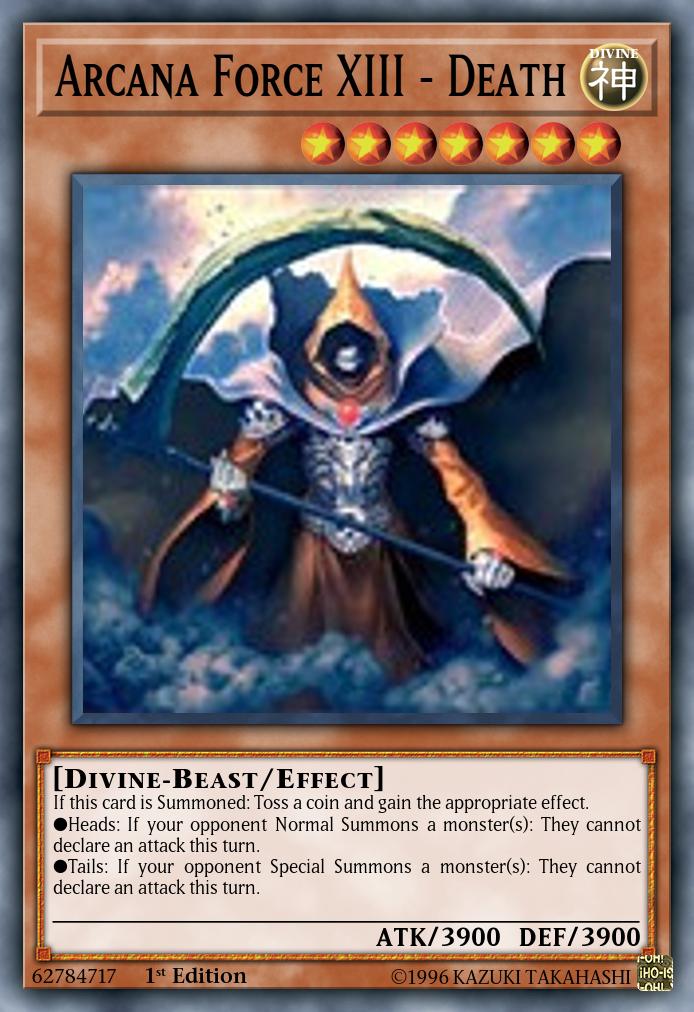 Arcana Force XIII - Death
DIVINE
神
[Divine-Beast/Effect]
If this card is Summoned: Toss a coin and gain the appropriate effect.
●Heads: If your opponent Normal Summons a monster(s): They cannot
declare an attack this turn.
●Tails: If your opponent Special Summons a monster(s): They cannot
declare an attack this turn.
ATK/3900 DEF/3900
62784717 1st Edition ©1996 KAZUKI TAKAHASHI